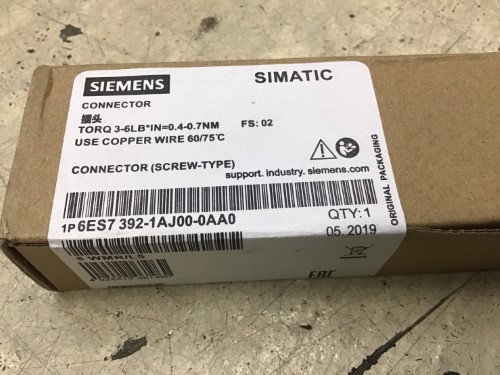 SIEMENS
SIMATIC
CONNECTOR
插头
TORQ 3-6LB*IN=0.4-0.7NM FS: 02
USE COPPER WIRE 60/75℃
CONNECTOR (SCREW-TYPE)
support. industry. siemens.com
1P 6ES7 392-1AJ00-0AA0
QTY: 1
05. 2019
ORIGINAL PACKAGING
S WMR/LS
EAC